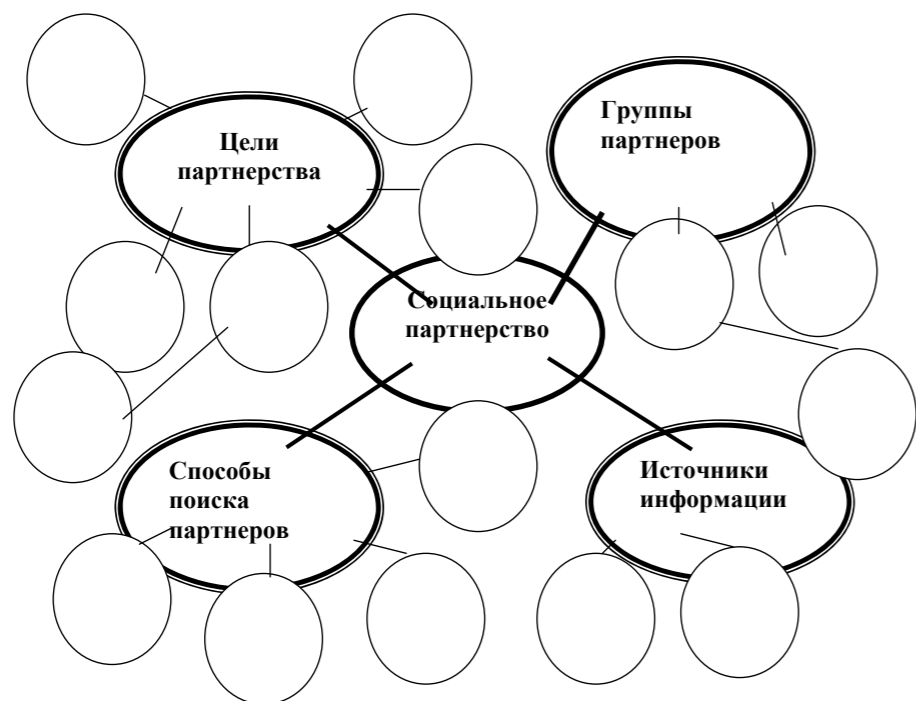 Цели
партнерства
Группы
партнеров
Социальное
партнерство
Способы
поиска
партнеров
Источники
информации